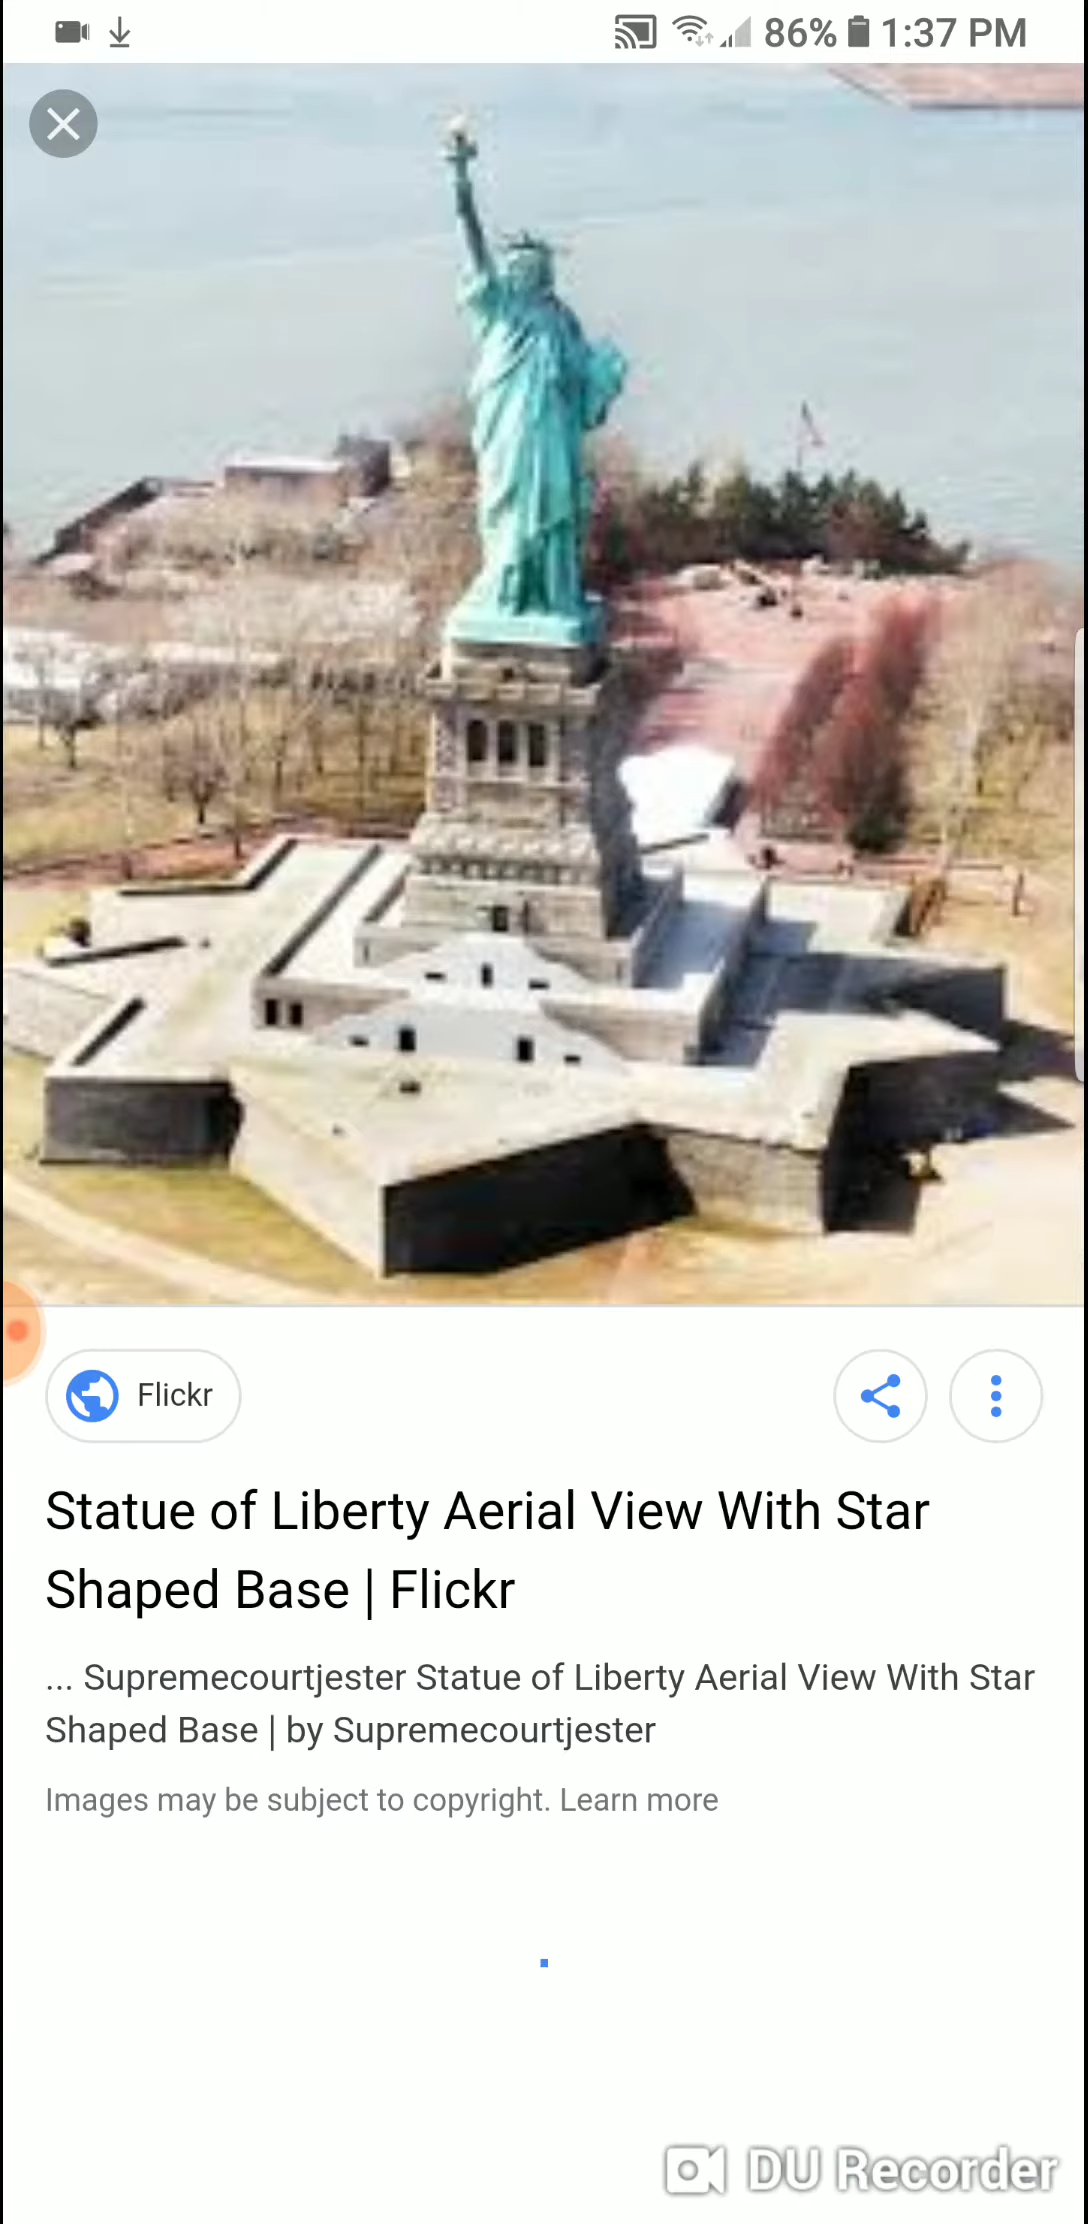 86% 1:37 PM
Flickr
Statue of Liberty Aerial View With Star
Shaped Base | Flickr
... Supremecourtjester Statue of Liberty Aerial View With Star
Shaped Base | by Supremecourtjester
Images may be subject to copyright. Learn more
DU Recorder